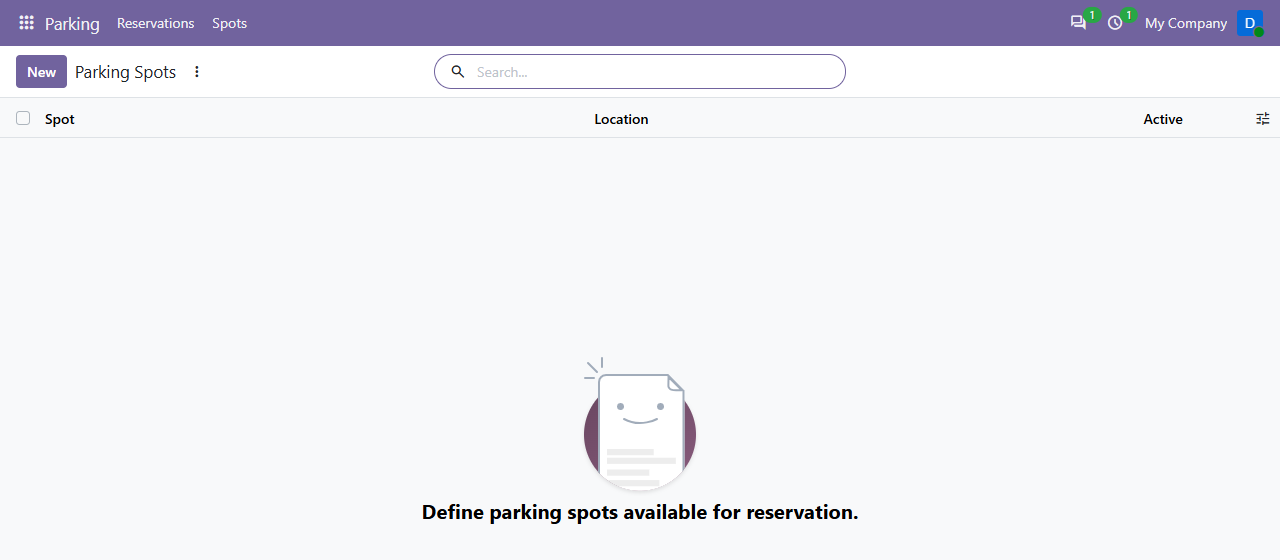 Parking Reservations Spots 1 1 My Company D
New Parking Spots Search...
Spot Location Active
Define parking spots available for reservation.